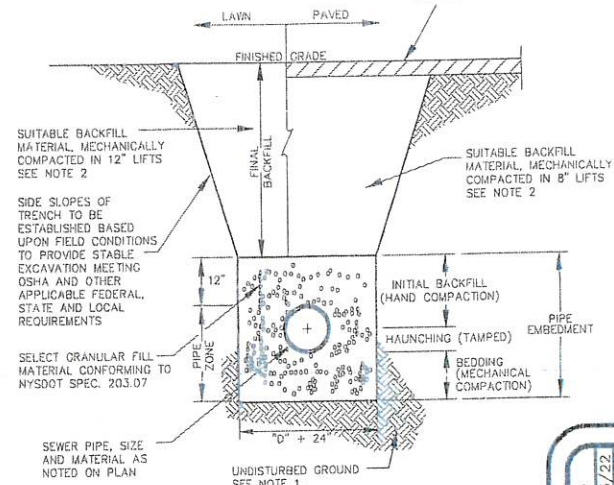 LAWN PAVED
FINISHED GRADE
SUITABLE BACKFILL
MATERIAL, MECHANICALLY
COMPACTED IN 12" LIFTS
SEE NOTE 2
FINAL
BACKFILL
SUITABLE BACKFILL
MATERIAL, MECHANICALLY
COMPACTED IN 8" LIFTS
SEE NOTE 2
SIDE SLOPES OF
TRENCH TO BE
ESTABLISHED BASED
UPON FIELD CONDITIONS
TO PROVIDE STABLE
EXCAVATION MEETING
OSHA AND OTHER
APPLICABLE FEDERAL,
STATE AND LOCAL
REQUIREMENTS
12"
PIPE
ZONE
INITIAL BACKFILL
(HAND COMPACTION)
HAUNCHING (TAMPED)
BEDDING
(MECHANICAL
COMPACTION)
PIPE
EMBEDMENT
SELECT GRANULAR FILL
MATERIAL CONFORMING TO
NYSDOT SPEC. 203.07
"D" + 24"
SEWER PIPE, SIZE
AND MATERIAL AS
NOTED ON PLAN
UNDISTURBED GROUND
SEE NOTE 1
/22